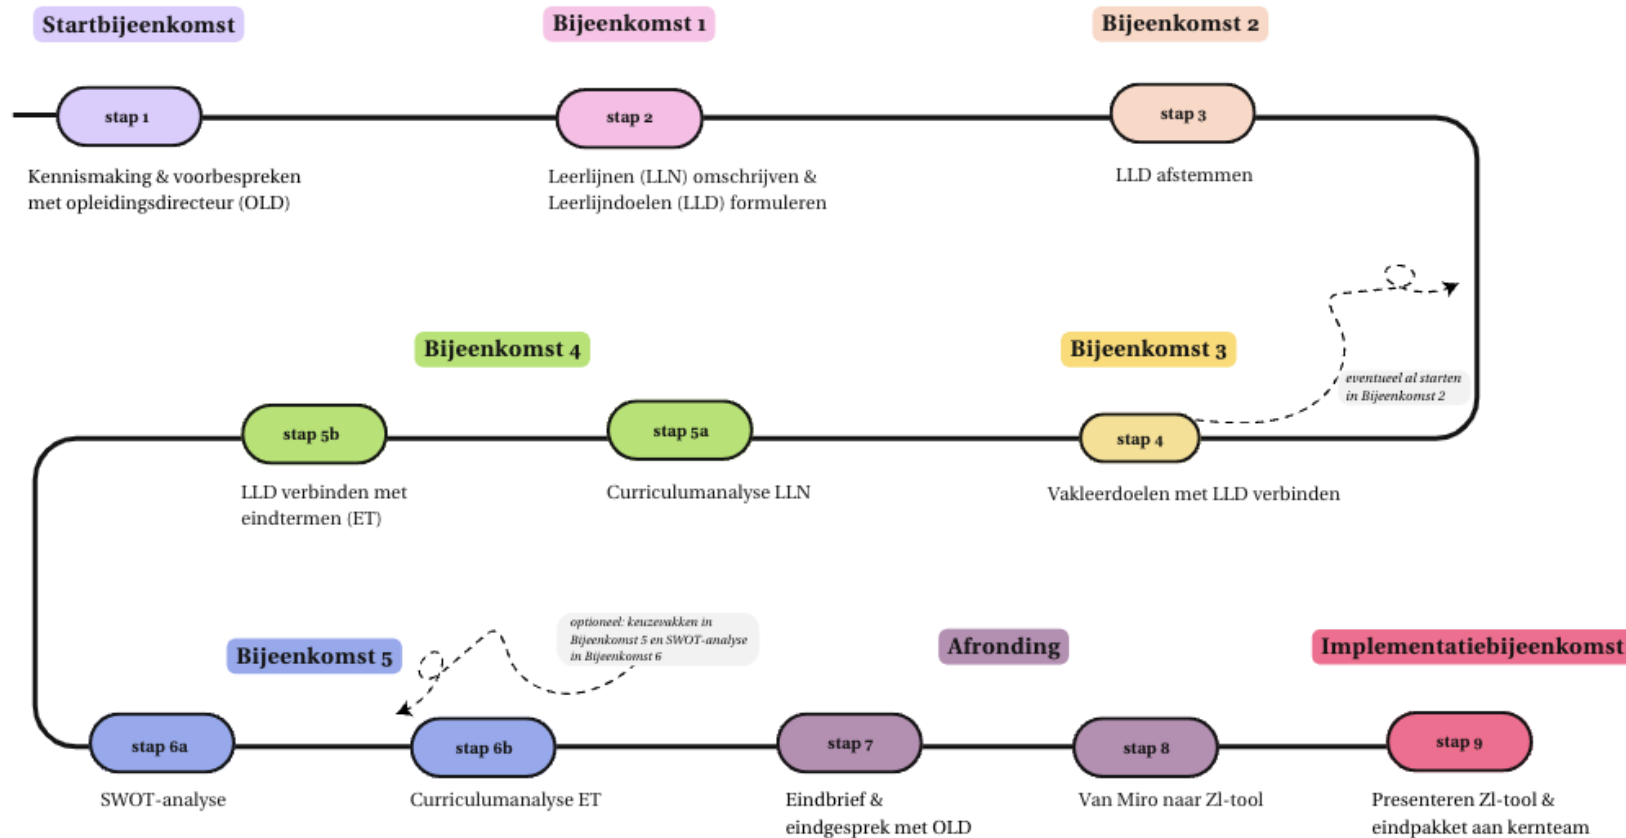 Startbijeenkomst
Bijeenkomst 1
Bijeenkomst 2
stap 1
stap 2
stap 3
Kennismaking & voorbespreken
met opleidingsdirecteur (OLD)
Leerlijnen (LLN) omschrijven &
Leerlijndoelen (LLD) formuleren
LLD afstemmen
Bijeenkomst 4
Bijeenkomst 3
eventueel al starten
in Bijeenkomst 2
stap 5b
stap 5a
stap 4
LLD verbinden met
eindtermen (ET)
Curriculumanalyse LLN
Vakleerdoelen met LLD verbinden
Bijeenkomst 5
optioneel: keuzevakken in
Bijeenkomst 5 en SWOT-analyse
in Bijeenkomst 6
Afronding
Implementatiebijeenkomst
stap 6a
stap 6b
stap 7
stap 8
stap 9
SWOT-analyse
Curriculumanalyse ET
Eindbrief &
eindgesprek met OLD
Van Miro naar Zl-tool
Presenteren Zl-tool &
eindpakket aan kernteam